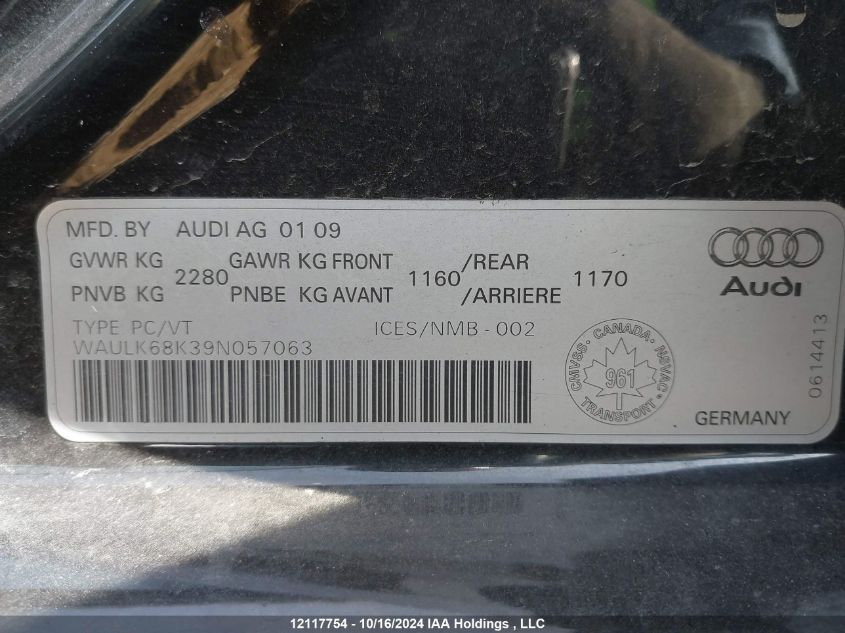 MFD. BY AUDI AG 01 09
GVWR KG 2280 GAWR KG FRONT 1160 /REAR 1170
PNVB KG PNBE KG AVANT /ARRIERE
TYPE PC/VT ICES/NMB - 002
WAULK68K39N057063
Audi
CMVSS · CANADA · NSVAC
961
TRANSPORT
GERMANY
0614413
12117754 - 10/16/2024 IAA Holdings , LLC